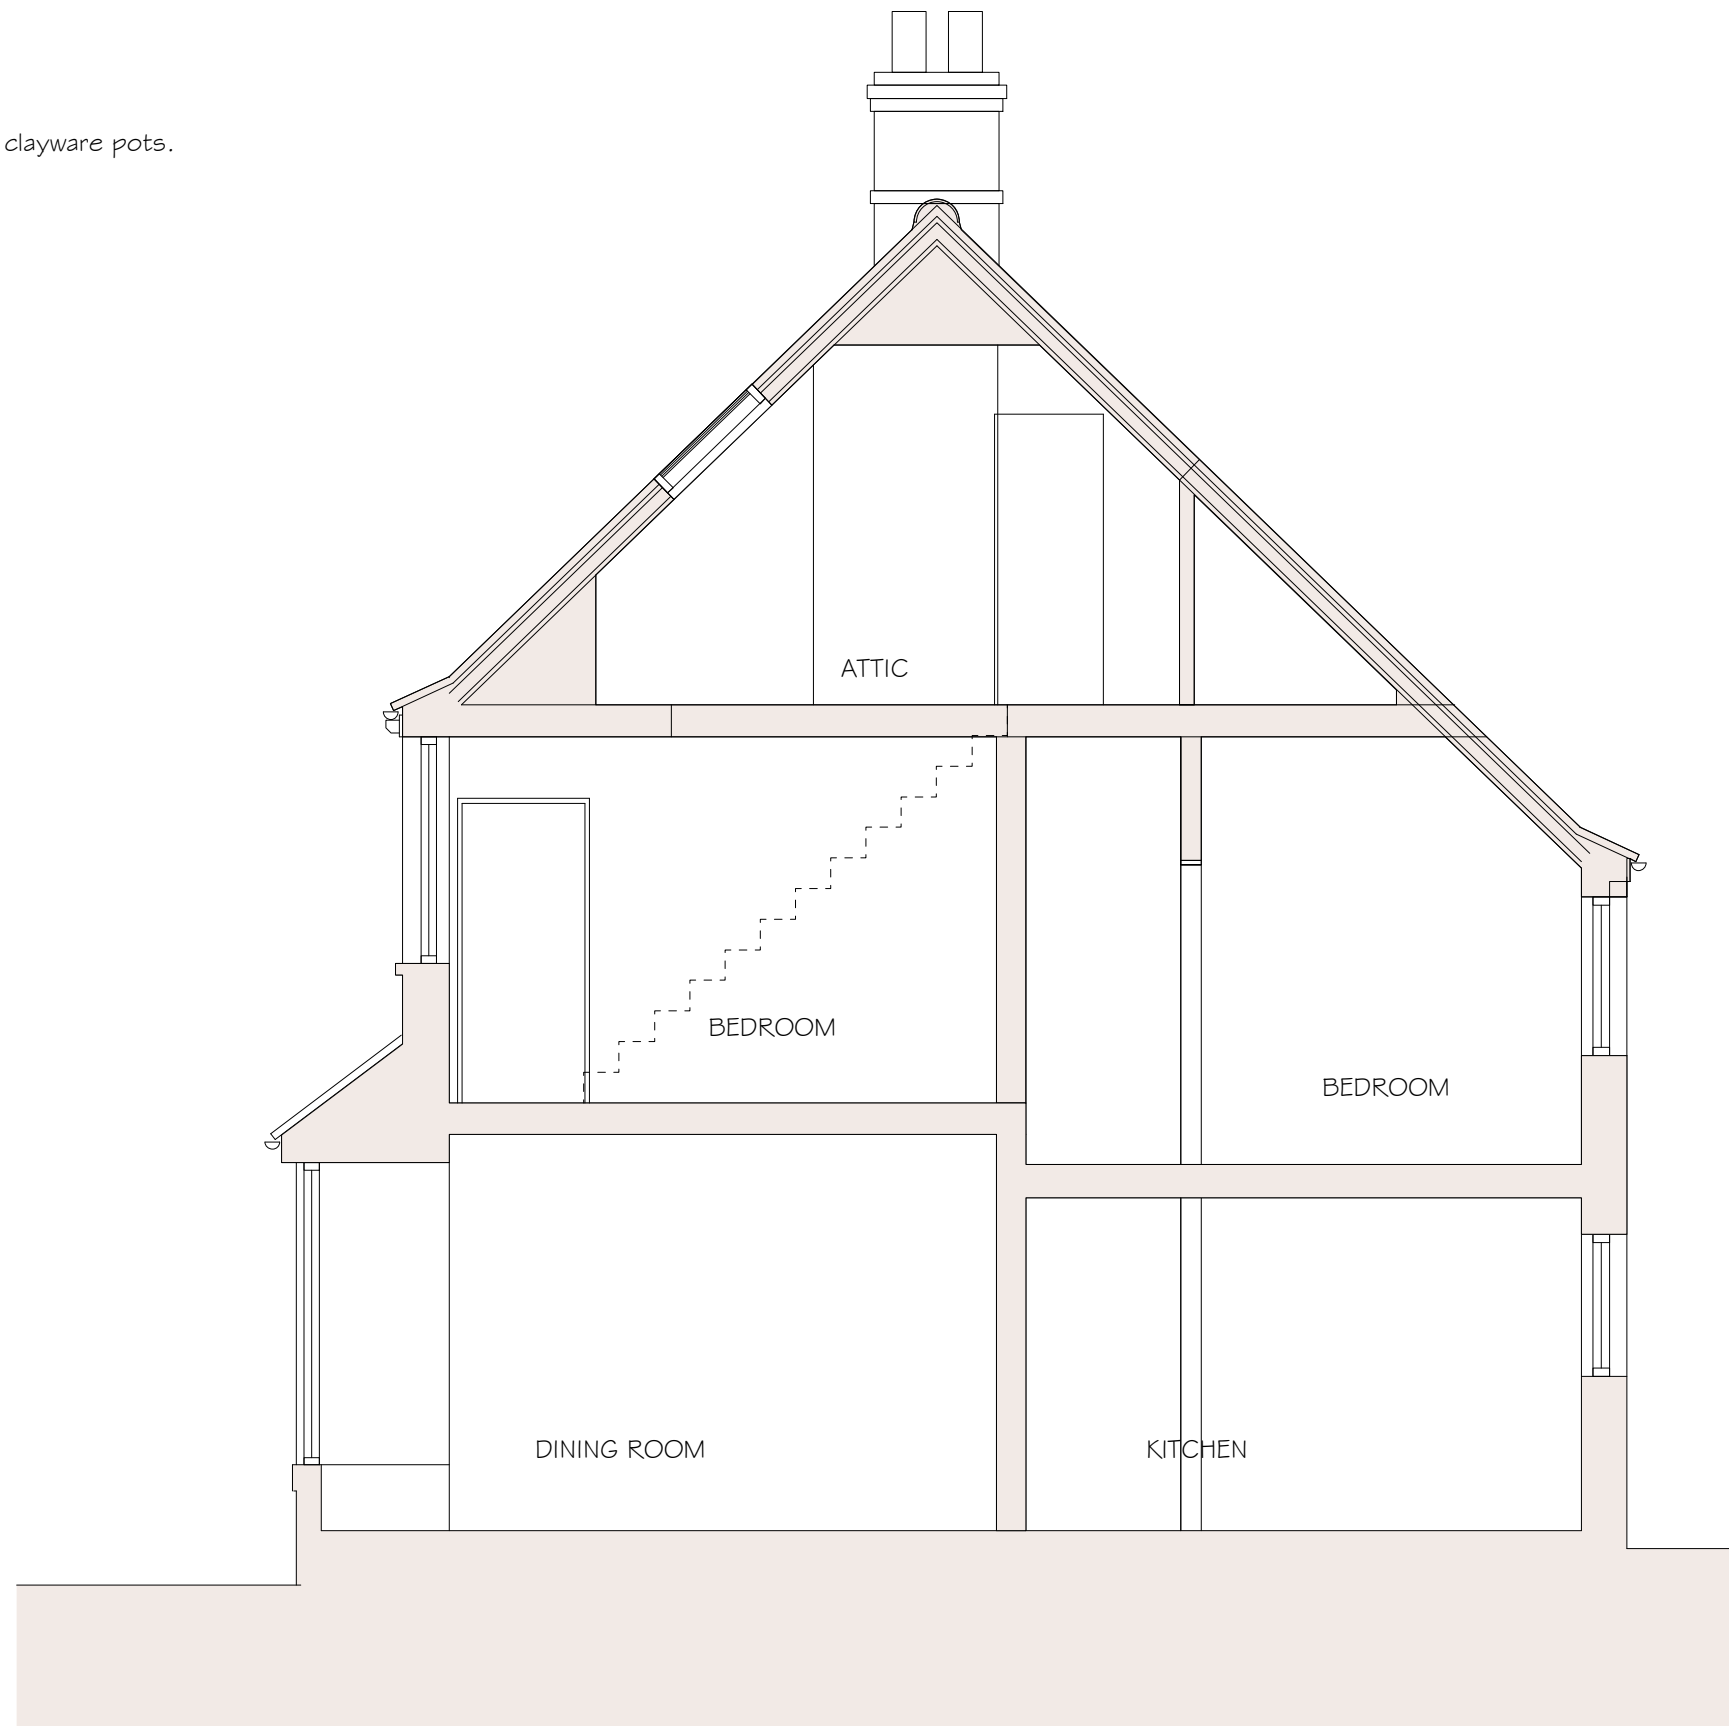 clayware pots.
ATTIC
BEDROOM
BEDROOM
DINING ROOM
KITCHEN